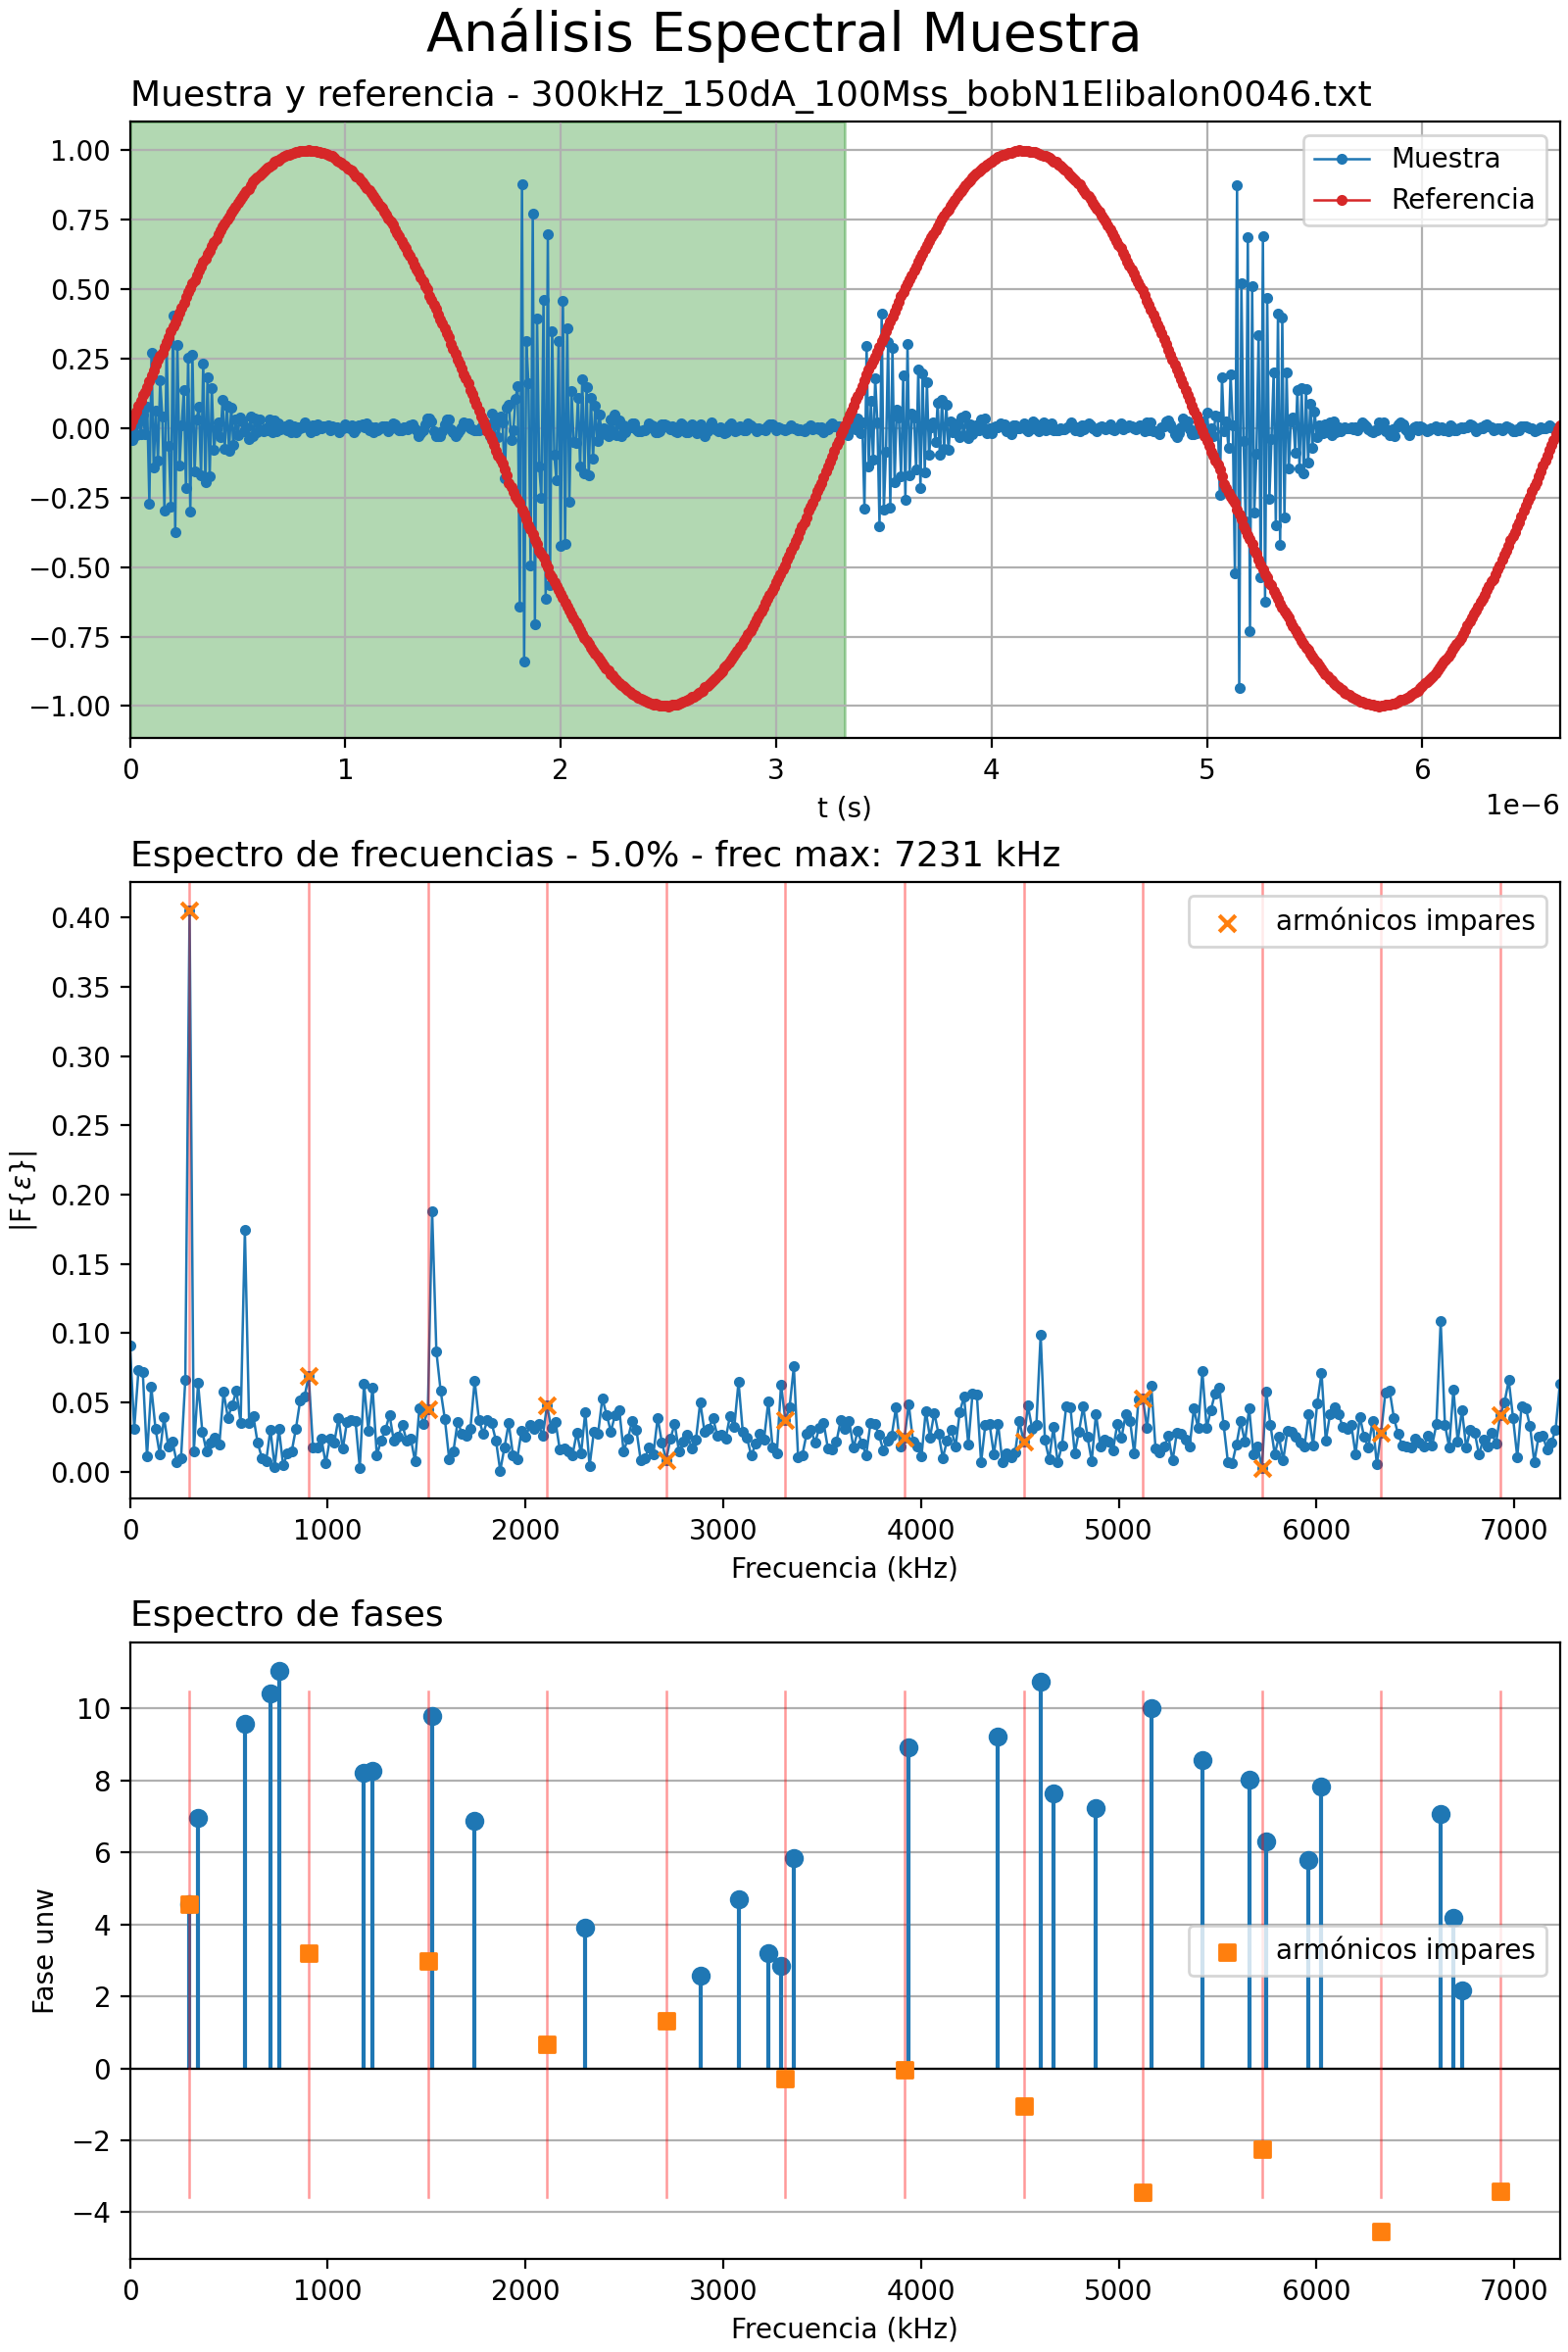 Análisis Espectral Muestra
Muestra y referencia - 300kHz_150dA_100Mss_bobN1Elibalon0046.txt
1.00
0.75
0.50
0.25
0.00
−0.25
−0.50
−0.75
−1.00
Muestra
Referencia
0 1 2 3 4 5 6
t (s)
1e−6
Espectro de frecuencias - 5.0% - frec max: 7231 kHz
0.40
0.35
0.30
0.25
0.20
0.15
0.10
0.05
0.00
|F{ε}|
armónicos impares
0 1000 2000 3000 4000 5000 6000 7000
Frecuencia (kHz)
Espectro de fases
10
8
6
4
2
0
−2
−4
Fase unw
armónicos impares
0 1000 2000 3000 4000 5000 6000 7000
Frecuencia (kHz)